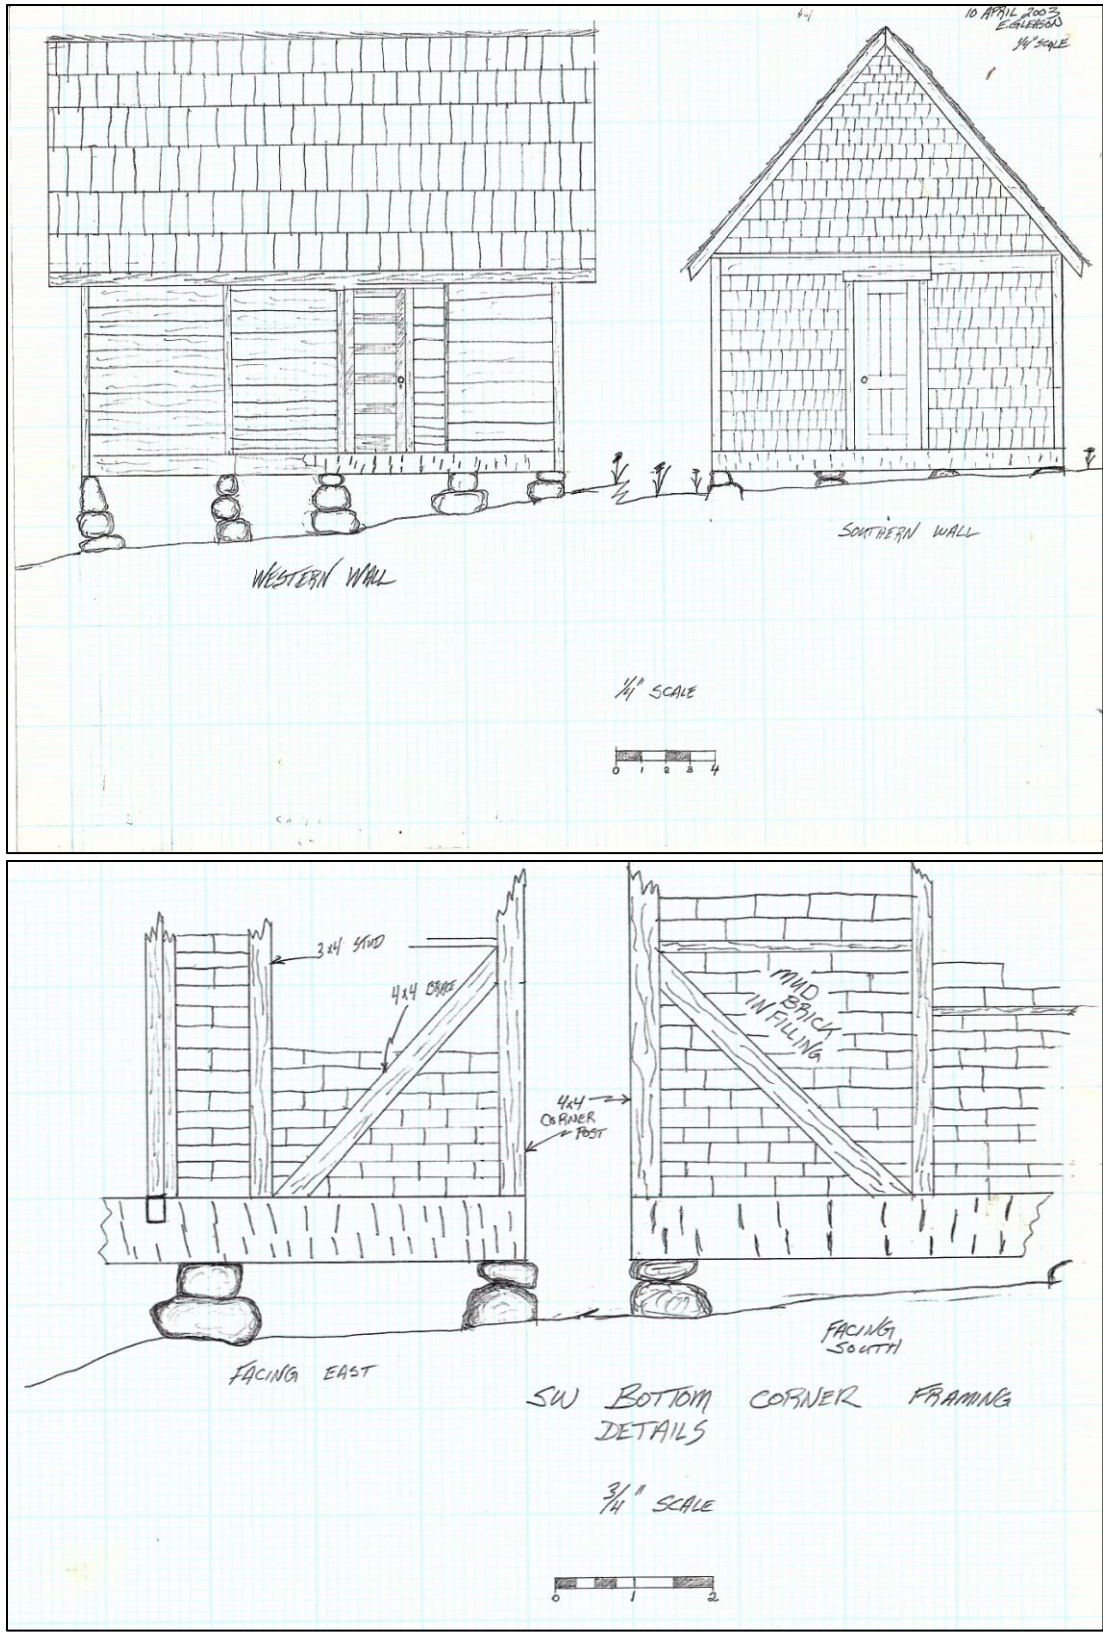 10 APRIL 2003
E. GLEASON
1/4" SCALE
WESTERN WALL
SOUTHERN WALL
1/4" SCALE
0 1 2 3 4
3x4 STUD
4x4 BRACE
MUD
BRICK
INFILLING
4x4
CORNER
POST
FACING EAST
FACING
SOUTH
SW BOTTOM CORNER FRAMING
DETAILS
3/4" SCALE
0 1 2